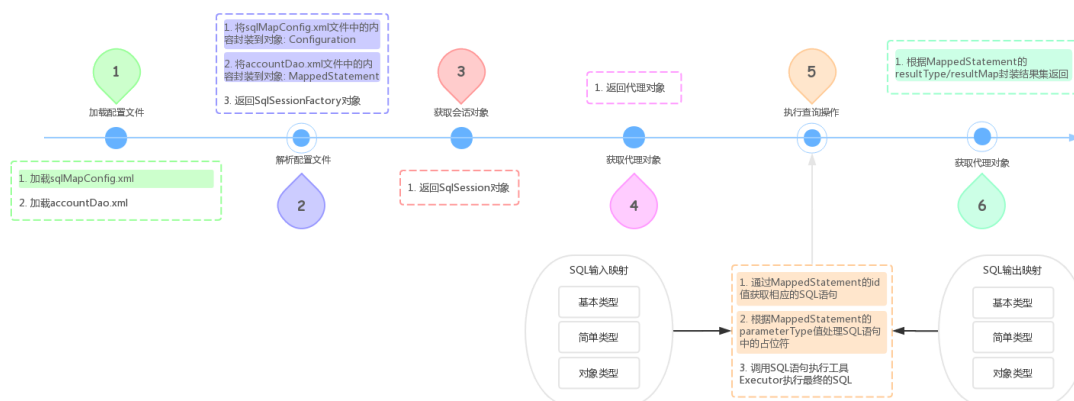 1
加载配置文件
1. 加载sqlMapConfig.xml
2. 加载accountDao.xml
1. 将sqlMapConfig.xml文件中的内
容封装到对象: Configuration
2. 将accountDao.xml文件中的内
容封装到对象: MappedStatement
3. 返回SqlSessionFactory对象
解析配置文件
2
3
获取会话对象
1. 返回SqlSession对象
1. 返回代理对象
获取代理对象
4
5
执行查询操作
1. 根据MappedStatement的
resultType/resultMap封装结果集返回
获取代理对象
6
SQL输入映射
基本类型
简单类型
对象类型
1. 通过MappedStatement的id
值获取相应的SQL语句
2. 根据MappedStatement的
parameterType值处理SQL语句
中的占位符
3. 调用SQL语句执行工具
Executor执行最终的SQL
SQL输出映射
基本类型
简单类型
对象类型